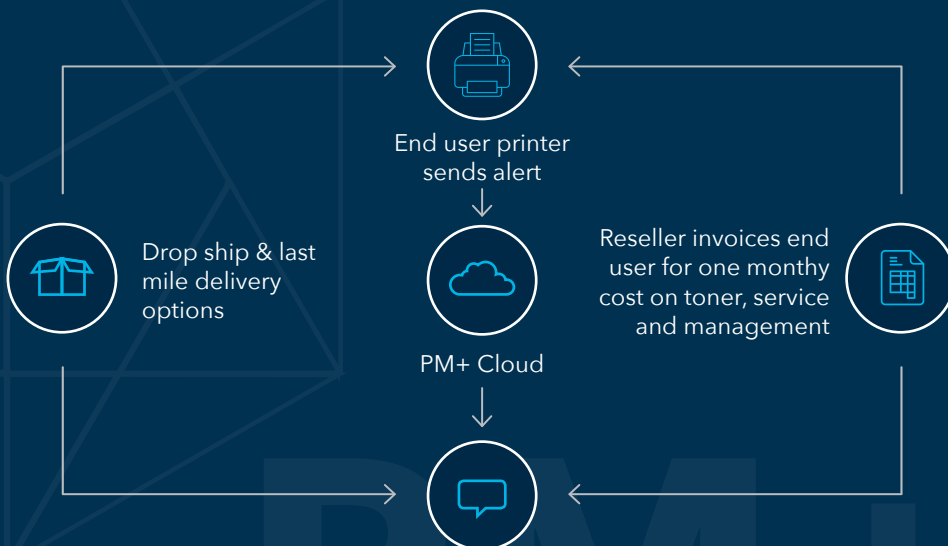 End user printer
sends alert
Drop ship & last
mile delivery
options
Reseller invoices end
user for one monthy
cost on toner, service
and management
PM+ Cloud
PM+